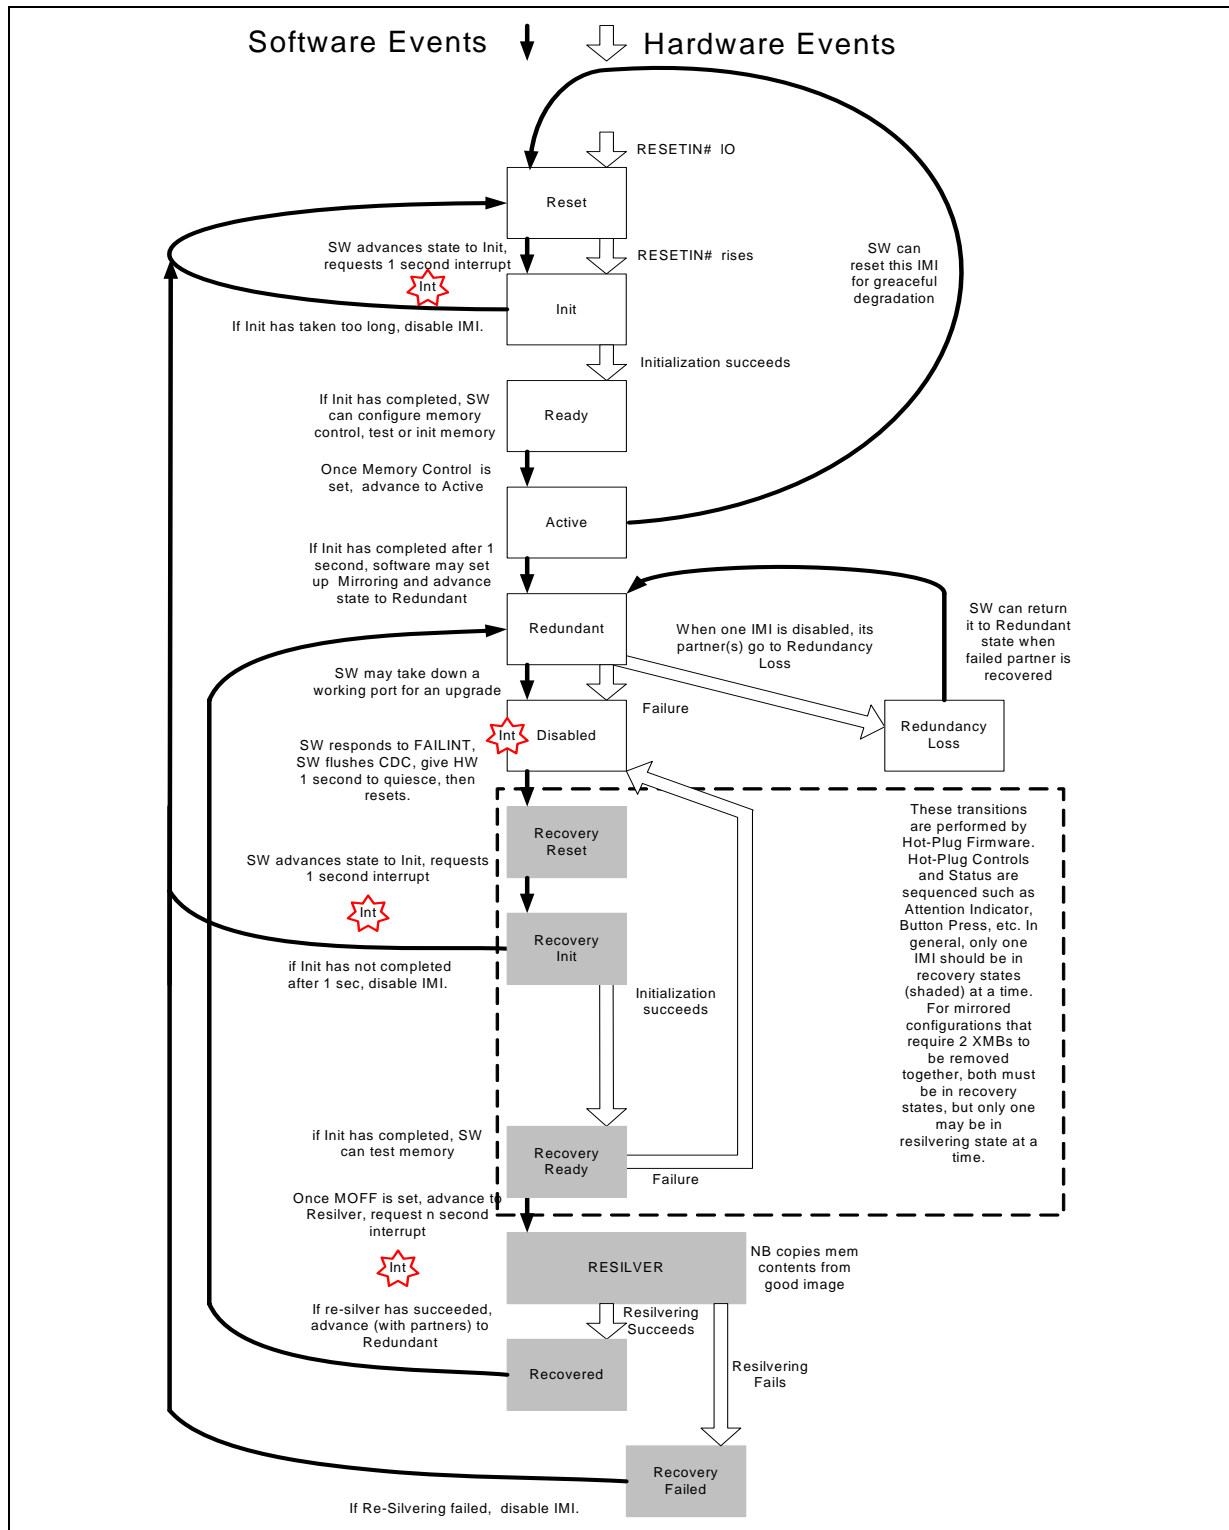 Software Events
Hardware Events
RESETIN# IO
Reset
SW advances state to Init,
requests 1 second interrupt
Int
RESETIN# rises
SW can
reset this IMI
for greaceful
degradation
Init
If Init has taken too long, disable IMI.
Initialization succeeds
If Init has completed, SW
can configure memory
control, test or init memory
Ready
Once Memory Control is
set, advance to Active
Active
If Init has completed after 1
second, software may set
up Mirroring and advance
state to Redundant
Redundant
When one IMI is disabled, its
partner(s) go to Redundancy
Loss
SW can return
it to Redundant
state when
failed partner is
recovered
SW may take down a
working port for an upgrade
Failure
Int
Disabled
Redundancy
Loss
SW responds to FAILINT,
SW flushes CDC, give HW
1 second to quiesce, then
resets.
Recovery
Reset
These transitions
are performed by
Hot-Plug Firmware.
Hot-Plug Controls
and Status are
sequenced such as
Attention Indicator,
Button Press, etc. In
general, only one
IMI should be in
recovery states
(shaded) at a time.
For mirrored
configurations that
require 2 XMBs to
be removed
together, both must
be in recovery
states, but only one
may be in
resilvering state at a
time.
SW advances state to Init, requests
1 second interrupt
Int
Recovery
Init
if Init has not completed
after 1 sec, disable IMI.
Initialization
succeeds
if Init has completed, SW
can test memory
Recovery
Ready
Failure
Once MOFF is set, advance to
Resilver, request n second
interrupt
Int
RESILVER
NB copies mem
contents from
good image
If re-silver has succeeded,
advance (with partners) to
Redundant
Resilvering
Succeeds
Recovered
Resilvering
Fails
Recovery
Failed
If Re-Silvering failed, disable IMI.